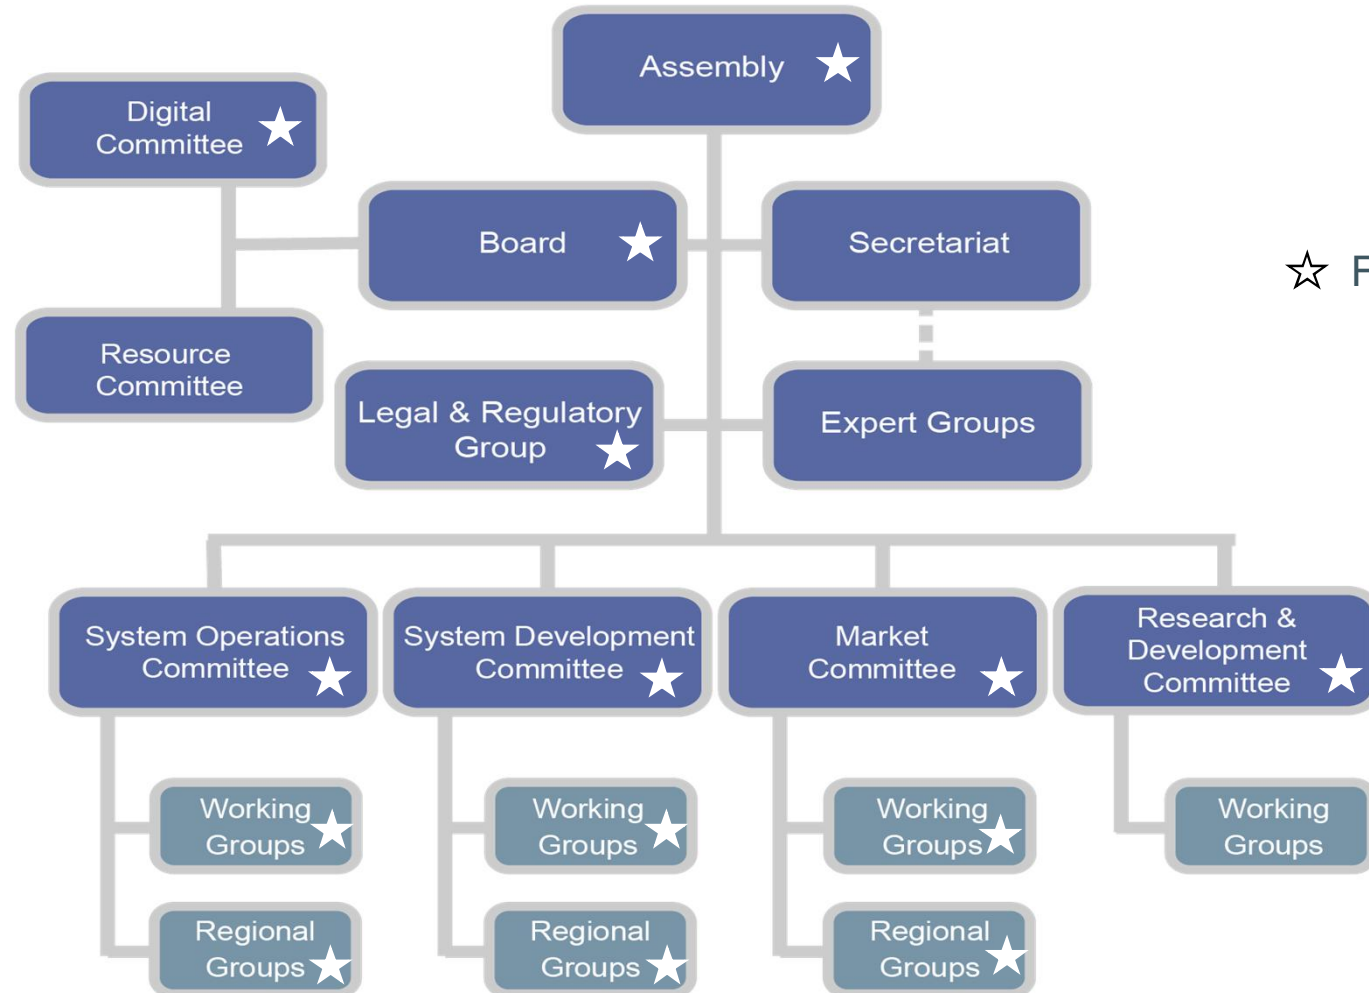 Assembly
Digital
Committee
Board
Secretariat
Resource
Committee
Legal & Regulatory
Group
Expert Groups
System Operations
Committee
System Development
Committee
Market
Committee
Research &
Development
Committee
Working
Groups
Working
Groups
Working
Groups
Working
Groups
Regional
Groups
Regional
Groups
Regional
Groups